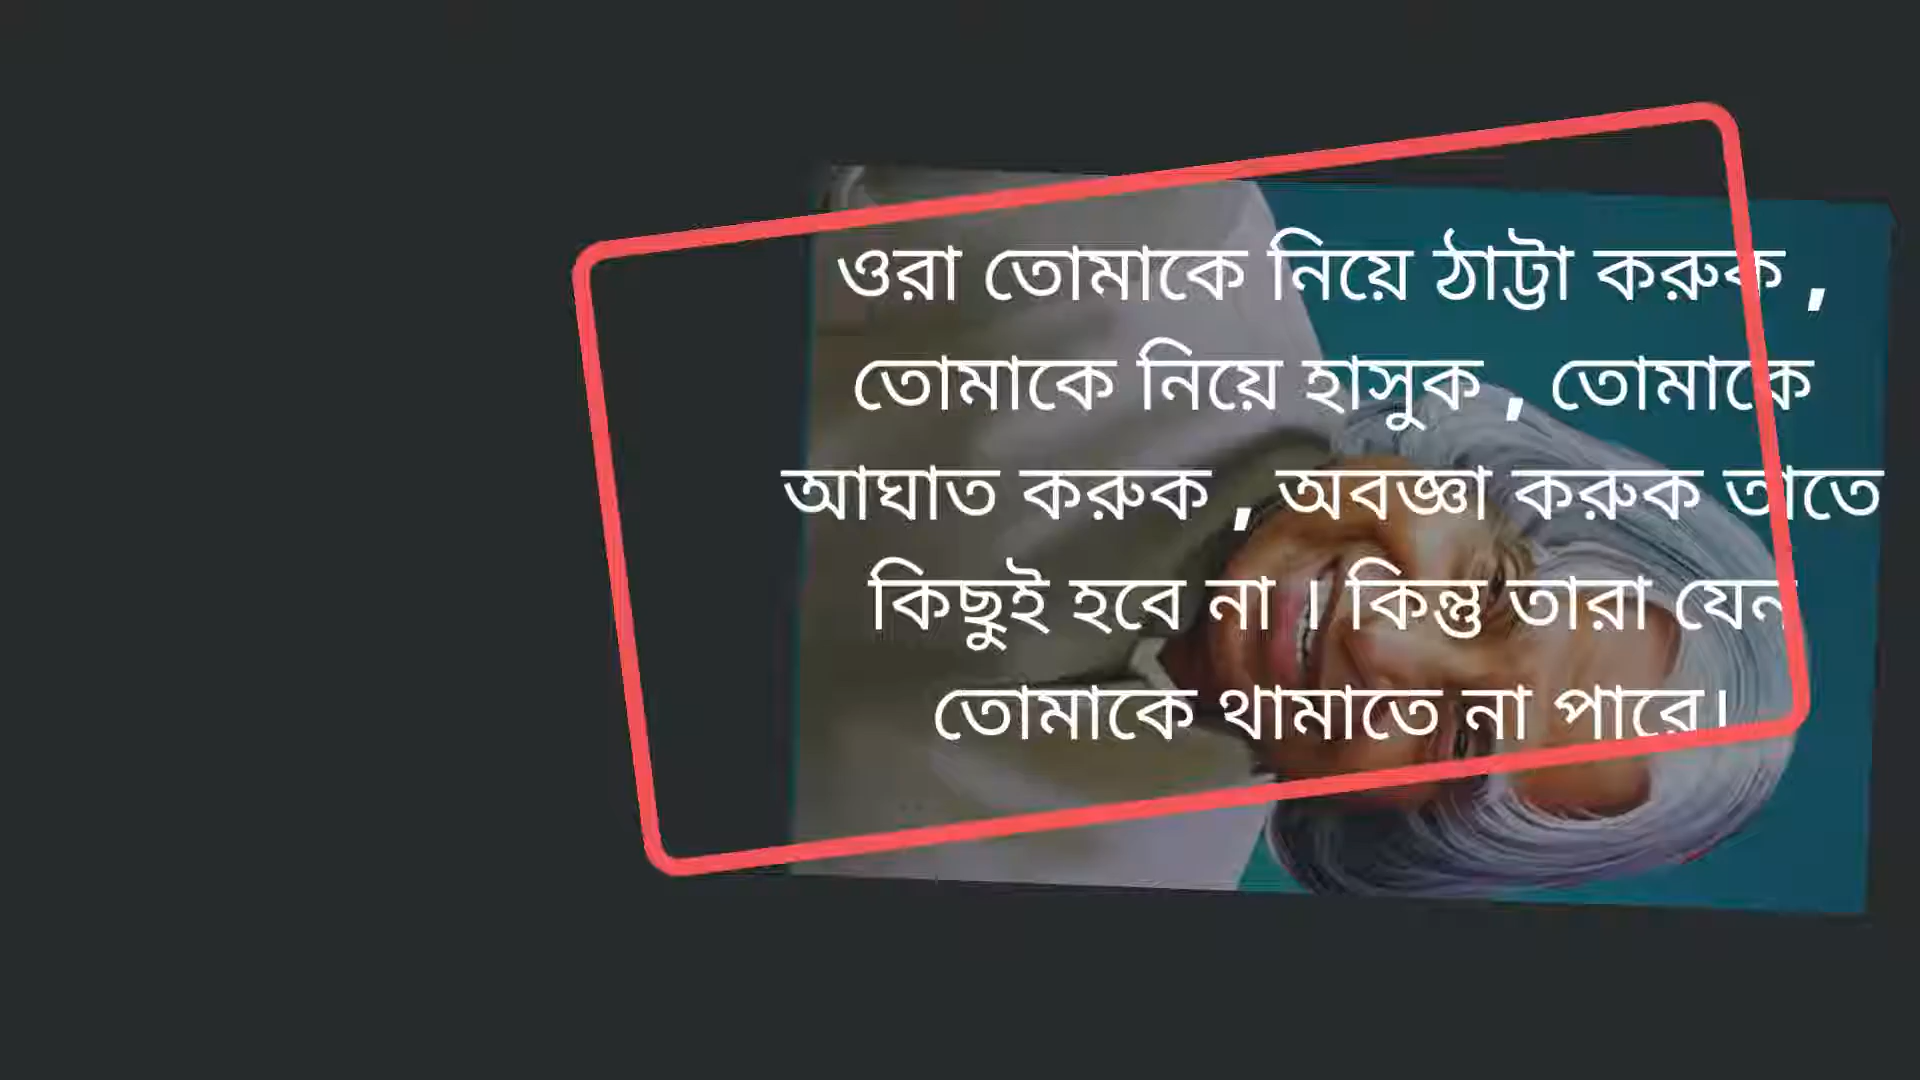 ওরা তোমাকে নিয়ে ঠাট্টা করুক ,
তোমাকে নিয়ে হাসুক , তোমাকে
আঘাত করুক , অবজ্ঞা করুক তাতে
কিছুই হবে না । কিন্তু তারা যেন
তোমাকে থামাতে না পারে।